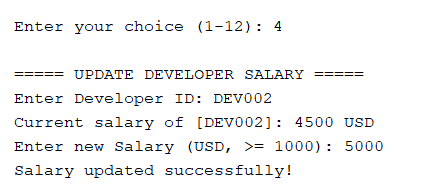 Enter your choice (1-12): 4
===== UPDATE DEVELOPER SALARY =====
Enter Developer ID: DEV002
Current salary of [DEV002]: 4500 USD
Enter new Salary (USD, >= 1000): 5000
Salary updated successfully!